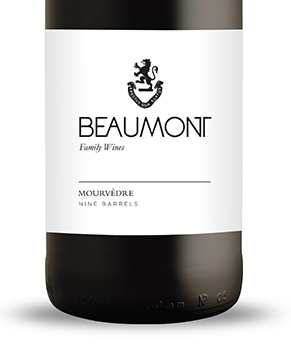 BEAUMONT
Family Wines
MOURVÈDRE
NINE BARRELS